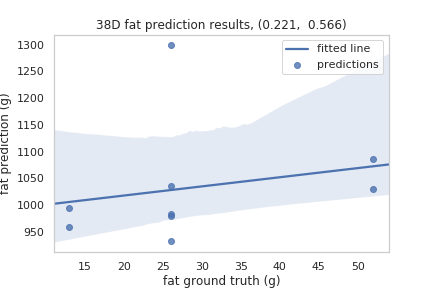 38D fat prediction results, (0.221, 0.566)
fitted line
predictions
fat prediction (g)
1300
1250
1200
1150
1100
1050
1000
950
15 20 25 30 35 40 45 50
fat ground truth (g)